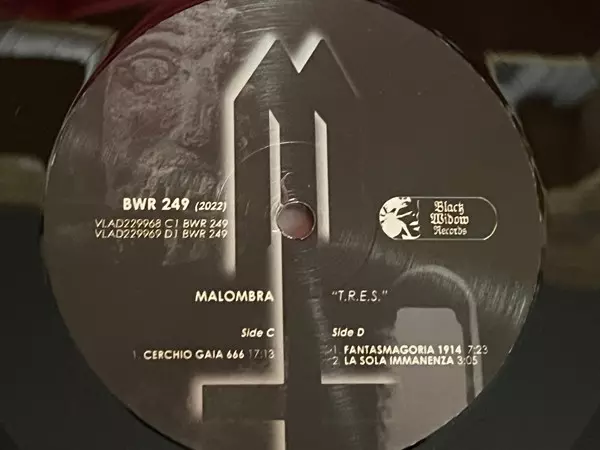 BWR 249 (2022)
VLAD229968 C1 BWR 249
VLAD229969 D1 BWR 249
Black
Widow
Records
MALOMBRA "T.R.E.S."
Side C
1. CERCHIO GAIA 666 17:13
Side D
1. FANTASMAGORIA 1914 7:23
2. LA SOLA IMMANENZA 3:05